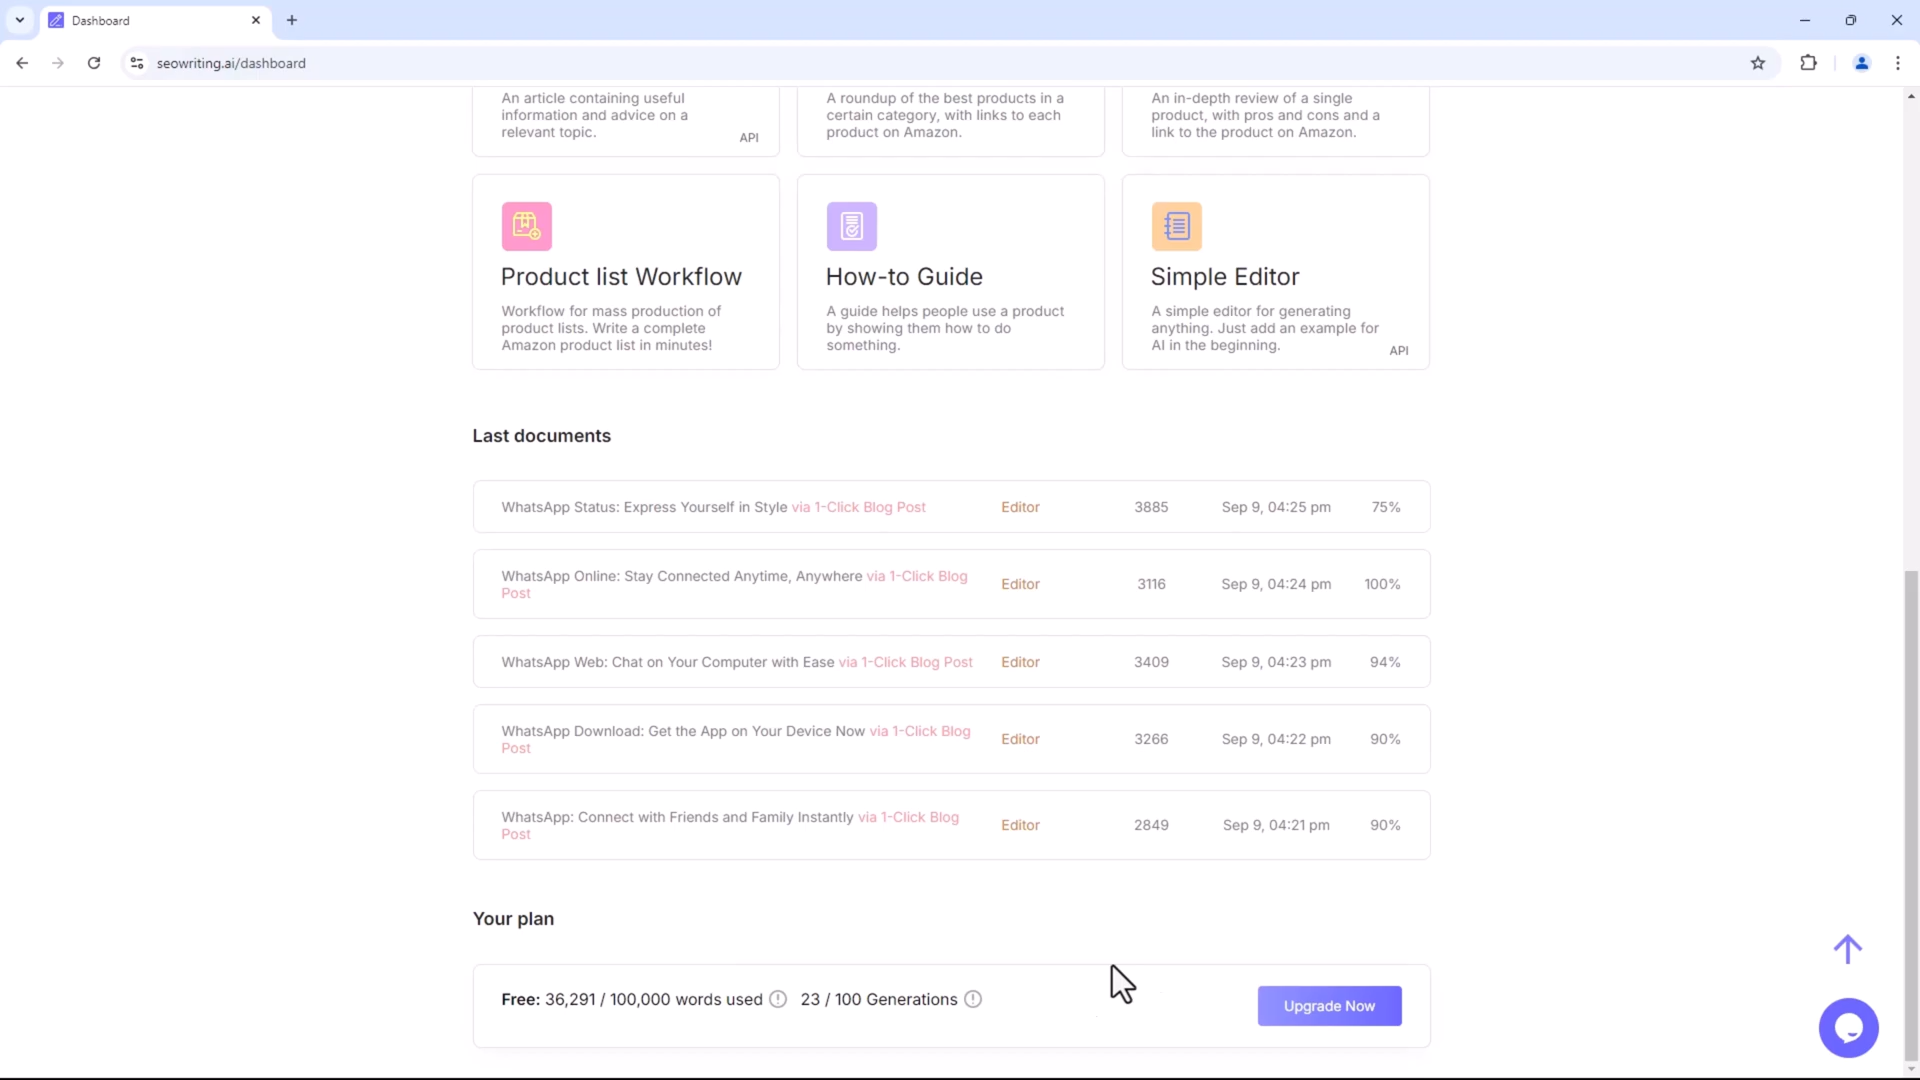 Dashboard
seowriting.ai/dashboard
An article containing useful
information and advice on a
relevant topic.
API
A roundup of the best products in a
certain category, with links to each
product on Amazon.
An in-depth review of a single
product, with pros and cons and a
link to the product on Amazon.
Product list Workflow
Workflow for mass production of
product lists. Write a complete
Amazon product list in minutes!
How-to Guide
A guide helps people use a product
by showing them how to do
something.
Simple Editor
A simple editor for generating
anything. Just add an example for
AI in the beginning.
API
Last documents
WhatsApp Status: Express Yourself in Style via 1-Click Blog Post Editor 3885 Sep 9, 04:25 pm 75%
WhatsApp Online: Stay Connected Anytime, Anywhere via 1-Click Blog
Post
Editor 3116 Sep 9, 04:24 pm 100%
WhatsApp Web: Chat on Your Computer with Ease via 1-Click Blog Post Editor 3409 Sep 9, 04:23 pm 94%
WhatsApp Download: Get the App on Your Device Now via 1-Click Blog
Post
Editor 3266 Sep 9, 04:22 pm 90%
WhatsApp: Connect with Friends and Family Instantly via 1-Click Blog
Post
Editor 2849 Sep 9, 04:21 pm 90%
Your plan
Free: 36,291 / 100,000 words used 23 / 100 Generations
Upgrade Now